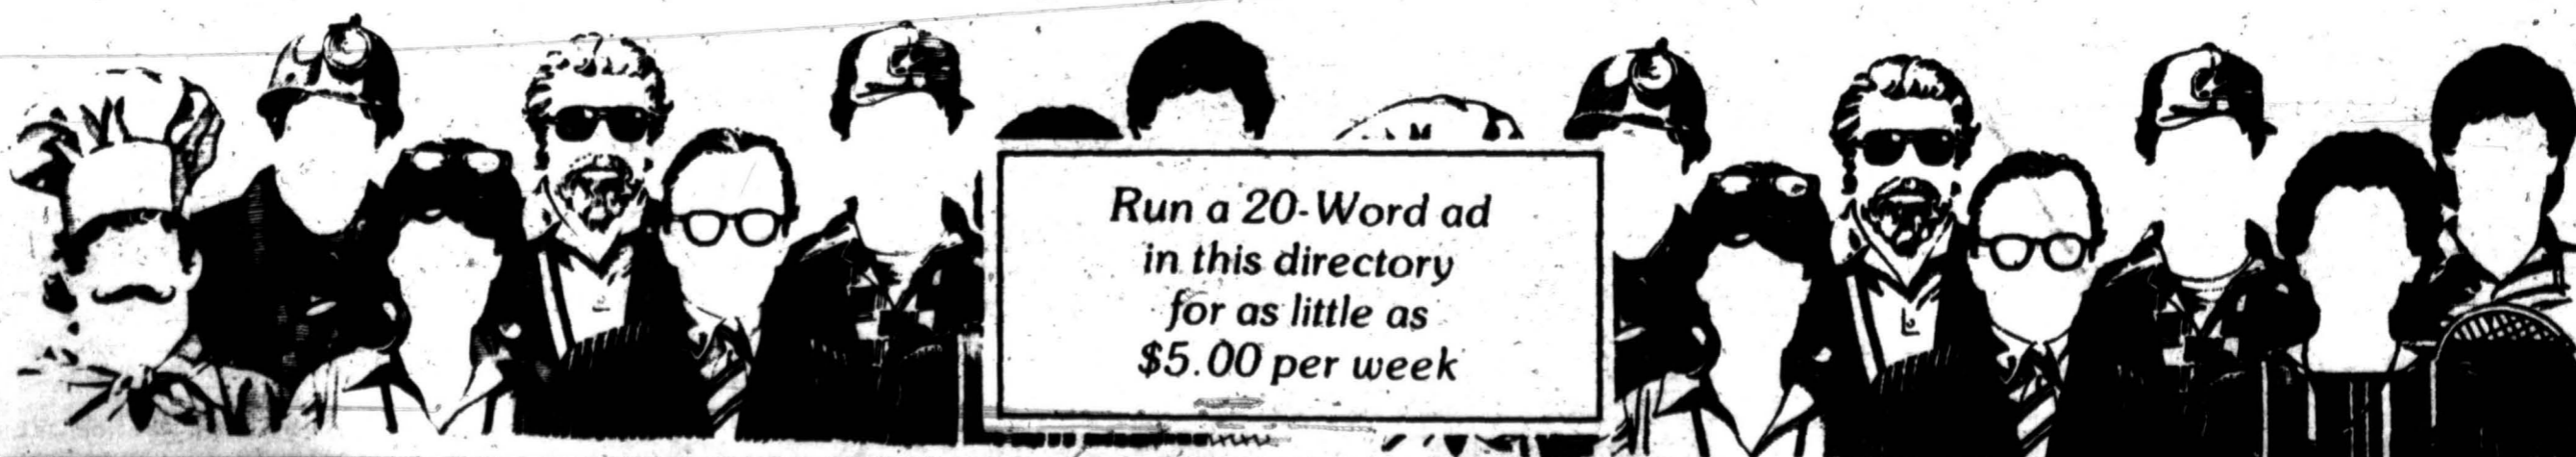 Run a 20-Word ad
in this directory
for as little as
$5.00 per week